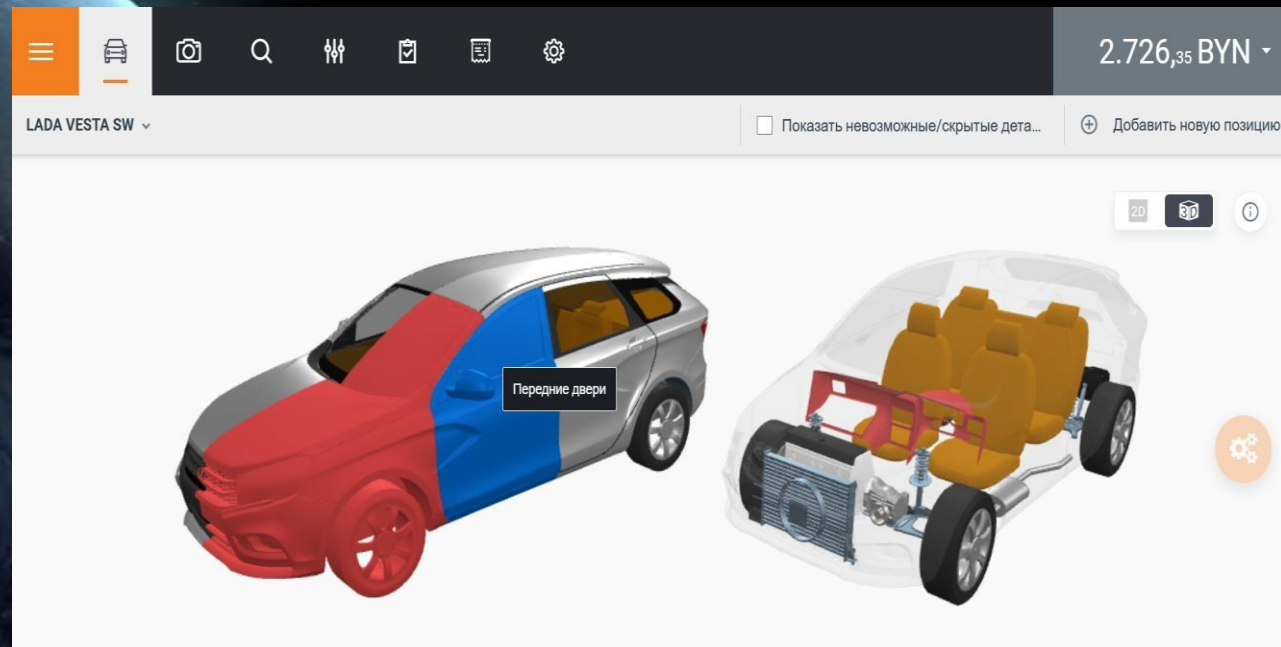 2.726,35 BYN
LADA VESTA SW
Показать невозможные/скрытые дета...
Добавить новую позицию
2D
3D
Передние двери